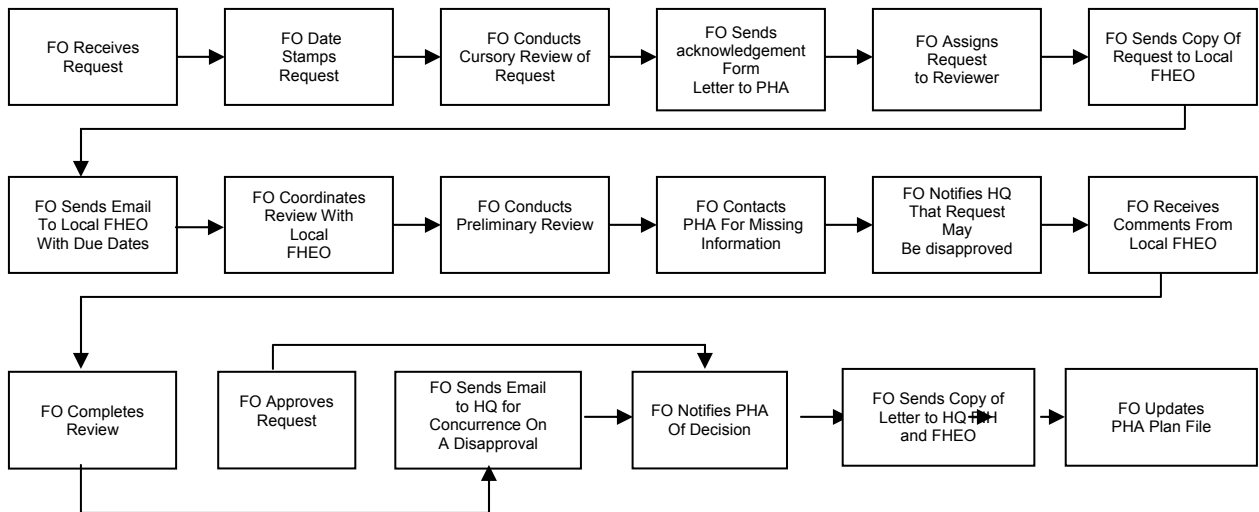 FO Receives
Request
FO Date
Stamps
Request
FO Conducts
Cursory Review of
Request
FO Sends
acknowledgement
Form
Letter to PHA
FO Assigns
Request
to Reviewer
FO Sends Copy Of
Request to Local
FHEO
FO Sends Email
To Local FHEO
With Due Dates
FO Coordinates
Review With
Local
FHEO
FO Conducts
Preliminary Review
FO Contacts
PHA For Missing
Information
FO Notifies HQ
That Request
May
Be disapproved
FO Receives
Comments From
Local FHEO
FO Completes
Review
FO Approves
Request
FO Sends Email
to HQ for
Concurrence On
A Disapproval
FO Notifies PHA
Of Decision
FO Sends Copy of
Letter to HQ
and FHEO
FO Updates
PHA Plan File